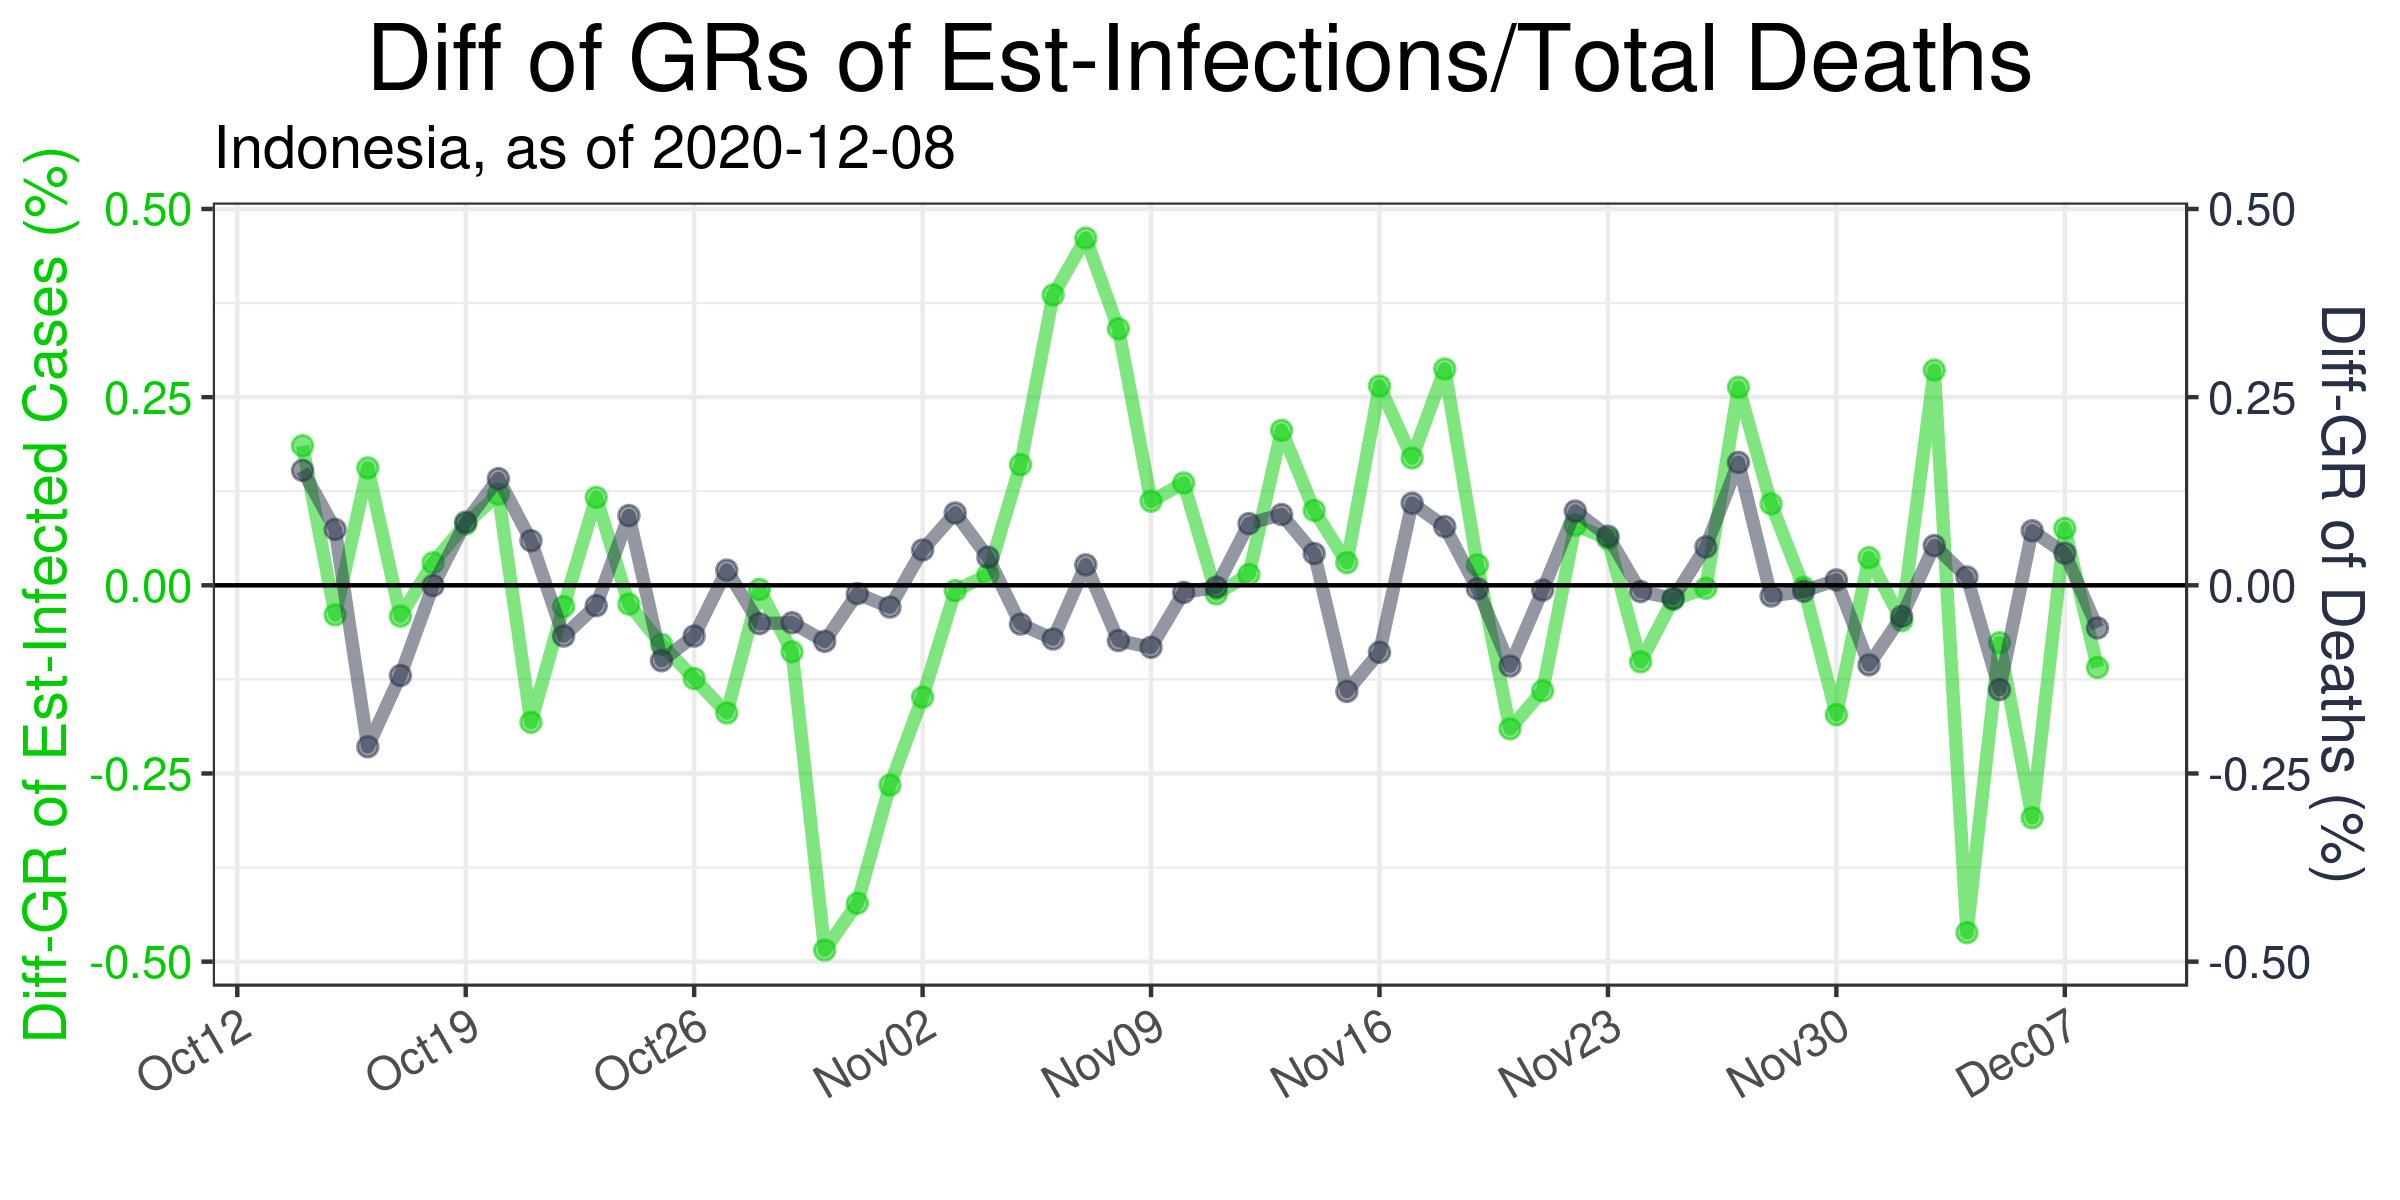 Diff of GRs of Est-Infections/Total Deaths
Indonesia, as of 2020-12-08
Diff-GR of Est-Infected Cases (%)
0.50
0.25
0.00
-0.25
-0.50
0.50
0.25
0.00
-0.25
-0.50
Diff-GR of Deaths (%)
Oct12
Oct19
Oct26
Nov02
Nov09
Nov16
Nov23
Nov30
Dec07